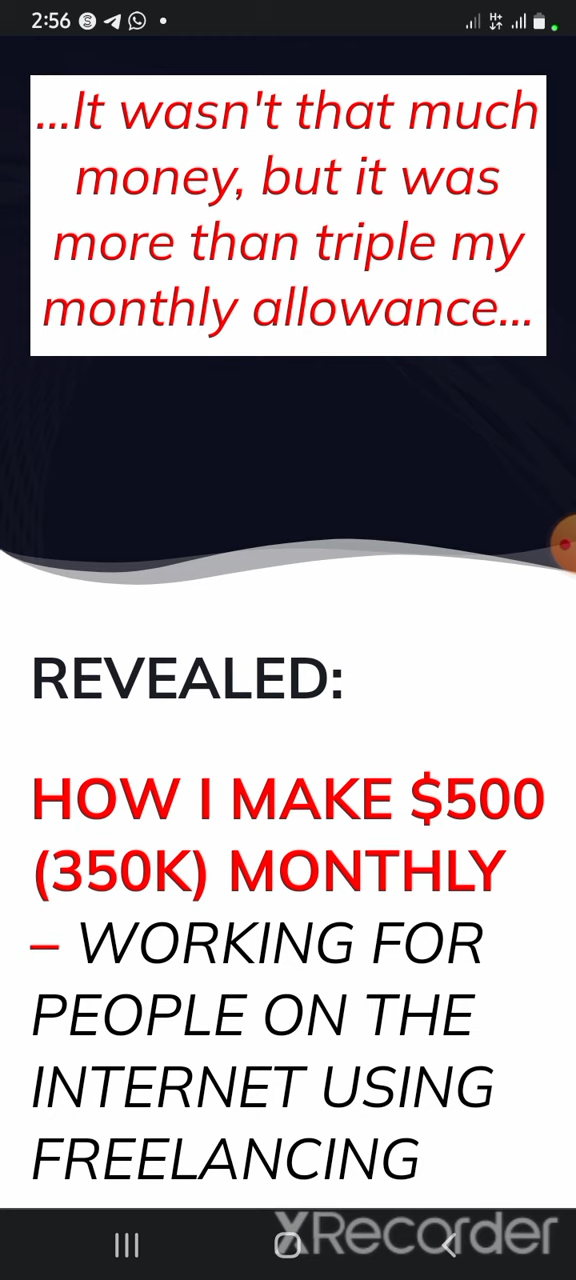 2:56
...It wasn't that much
money, but it was
more than triple my
monthly allowance...
REVEALED:
HOW I MAKE $500
(350K) MONTHLY
– WORKING FOR
PEOPLE ON THE
INTERNET USING
FREELANCING
XRecorder